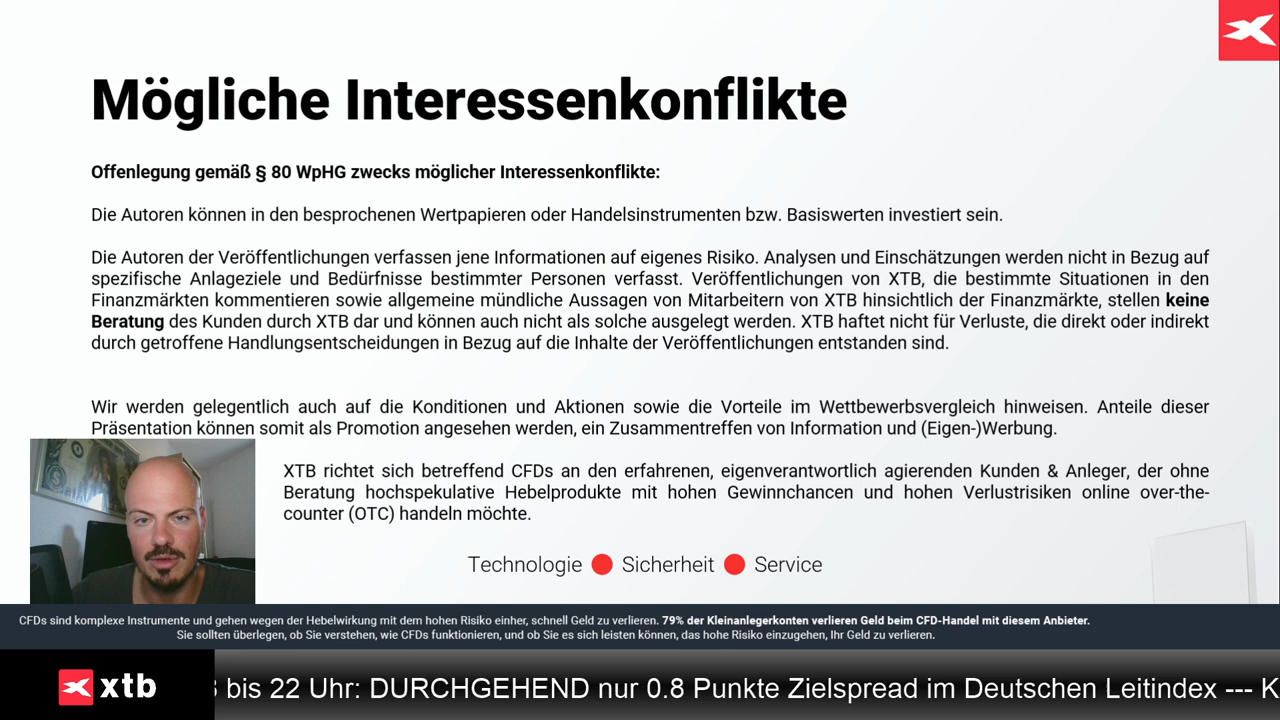 Mögliche Interessenkonflikte
Offenlegung gemäß § 80 WpHG zwecks möglicher Interessenkonflikte:
Die Autoren können in den besprochenen Wertpapieren oder Handelsinstrumenten bzw. Basiswerten investiert sein.
Die Autoren der Veröffentlichungen verfassen jene Informationen auf eigenes Risiko. Analysen und Einschätzungen werden nicht in Bezug auf
spezifische Anlageziele und Bedürfnisse bestimmter Personen verfasst. Veröffentlichungen von XTB, die bestimmte Situationen in den
Finanzmärkten kommentieren sowie allgemeine mündliche Aussagen von Mitarbeitern von XTB hinsichtlich der Finanzmärkte, stellen keine
Beratung des Kunden durch XTB dar und können auch nicht als solche ausgelegt werden. XTB haftet nicht für Verluste, die direkt oder indirekt
durch getroffene Handlungsentscheidungen in Bezug auf die Inhalte der Veröffentlichungen entstanden sind.
Wir werden gelegentlich auch auf die Konditionen und Aktionen sowie die Vorteile im Wettbewerbsvergleich hinweisen. Anteile dieser
Präsentation können somit als Promotion angesehen werden, ein Zusammentreffen von Information und (Eigen-)Werbung.
XTB richtet sich betreffend CFDs an den erfahrenen, eigenverantwortlich agierenden Kunden & Anleger, der ohne
Beratung hochspekulative Hebelprodukte mit hohen Gewinnchancen und hohen Verlustrisiken online over-the-
counter (OTC) handeln möchte.
Technologie Sicherheit Service
CFDs sind komplexe Instrumente und gehen wegen der Hebelwirkung mit dem hohen Risiko einher, schnell Geld zu verlieren. 79% der Kleinanlegerkonten verlieren Geld beim CFD-Handel mit diesem Anbieter.
Sie sollten überlegen, ob Sie verstehen, wie CFDs funktionieren, und ob Sie es sich leisten können, das hohe Risiko einzugehen, Ihr Geld zu verlieren.
xtb
bis 22 Uhr: DURCHGEHEND nur 0.8 Punkte Zielspread im Deutschen Leitindex --- K